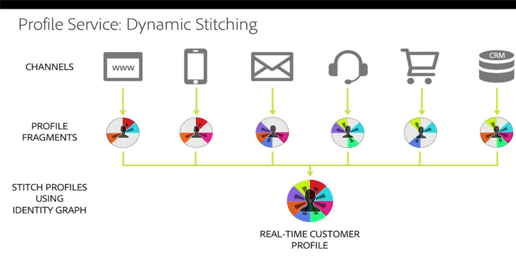 Profile Service: Dynamic Stitching
CHANNELS
www
CRM
PROFILE
FRAGMENTS
STITCH PROFILES
USING
IDENTITY GRAPH
REAL-TIME CUSTOMER
PROFILE